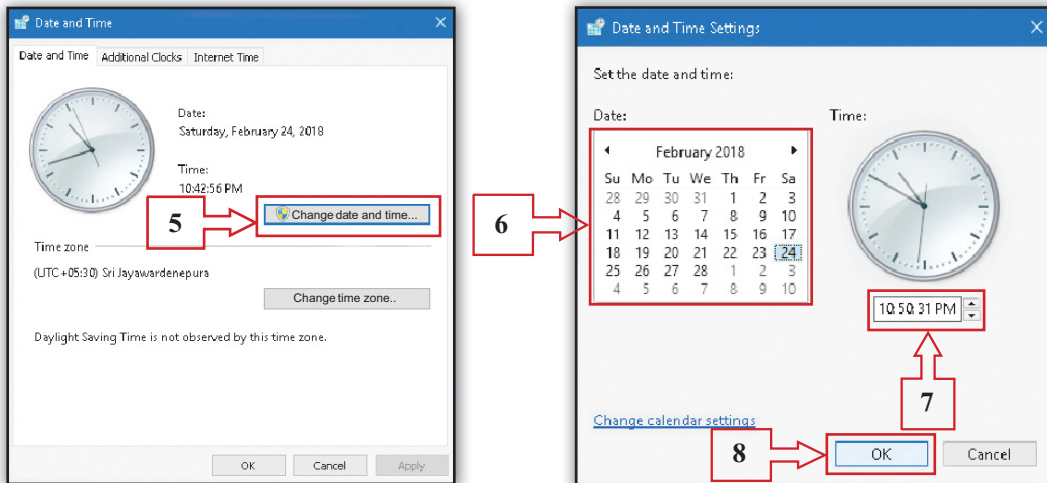 Date and Time
Date and Time Additional Clocks Internet Time
Date:
Saturday, February 24, 2018
Time:
10:42:56 PM
5
Change date and time...
Time zone
(UTC+05:30) Sri Jayawardenepura
Change time zone..
Daylight Saving Time is not observed by this time zone.
OK Cancel Apply
Date and Time Settings
Set the date and time:
Date:
6
February 2018
Su Mo Tu We Th Fr Sa
28 29 30 31 1 2 3
4 5 6 7 8 9 10
11 12 13 14 15 16 17
18 19 20 21 22 23 24
25 26 27 28 1 2 3
4 5 6 7 8 9 10
Time:
10:50:31 PM
7
Change calendar settings
8
OK Cancel